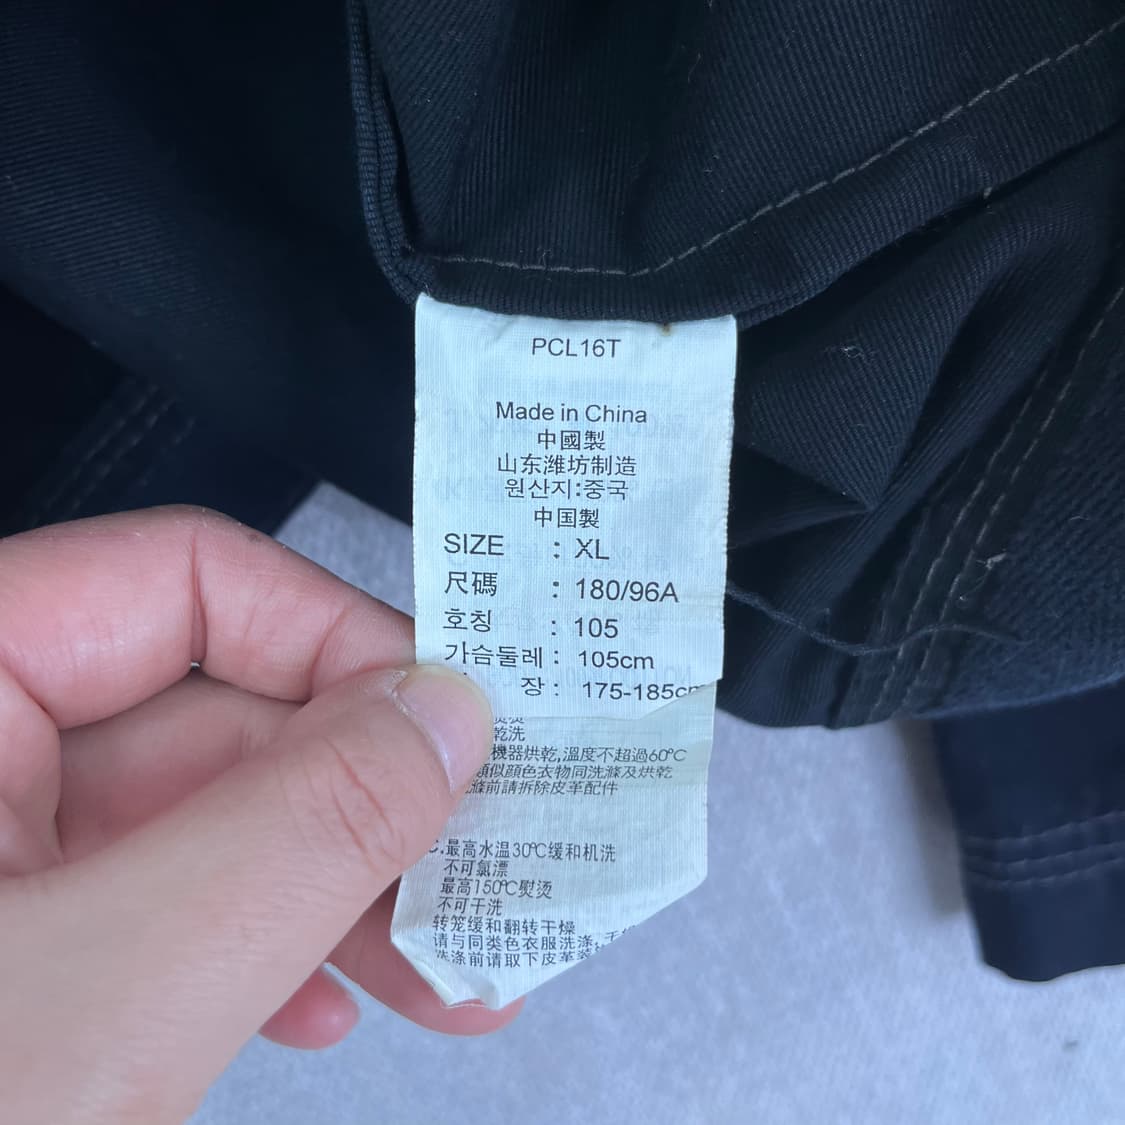 PCL16T
Made in China
中國製
山东潍坊制造
원산지:중국
中国製
SIZE : XL
尺碼 : 180/96A
호칭 : 105
가슴둘레 : 105cm
장 : 175-185cm
乾洗
機器烘乾,溫度不超過60℃
類似顔色衣物同洗滌及烘乾
滌前請拆除皮革配件
C.最高水温30℃缓和机洗
不可氯漂
最高150℃熨烫
不可干洗
转笼缓和翻转干燥
请与同类色衣服洗涤,
洗涤前请取下皮革装